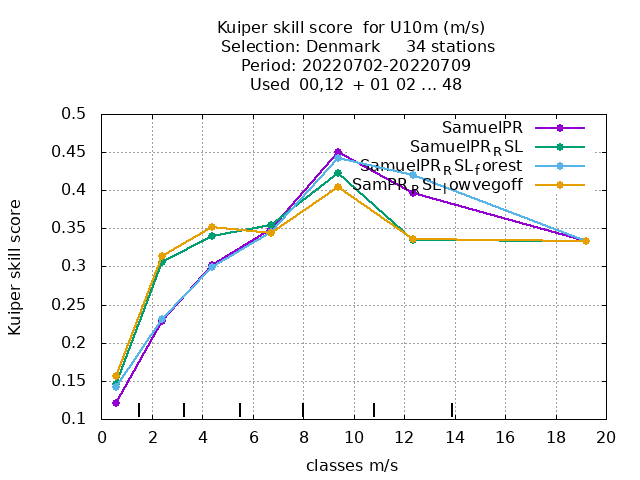 Kuiper skill score  for U10m (m/s)
Selection: Denmark     34 stations
Period: 20220702-20220709
Used  00,12  + 01 02 ... 48
SamuelPR
SamuelPR_RSL
SamuelPR_RSL_forest
SamPR_RSL_lowvegoff
Kuiper skill score
0.5
0.45
0.4
0.35
0.3
0.25
0.2
0.15
0.1
0 2 4 6 8 10 12 14 16 18 20
classes m/s